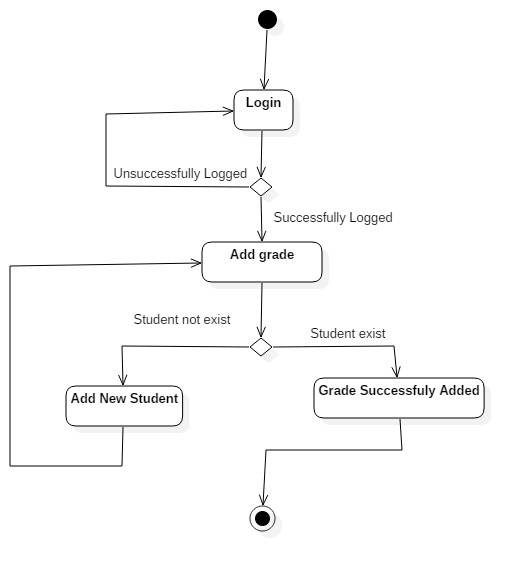 Login
Unsuccessfully Logged
Successfully Logged
Add grade
Student not exist
Student exist
Add New Student
Grade Successfuly Added